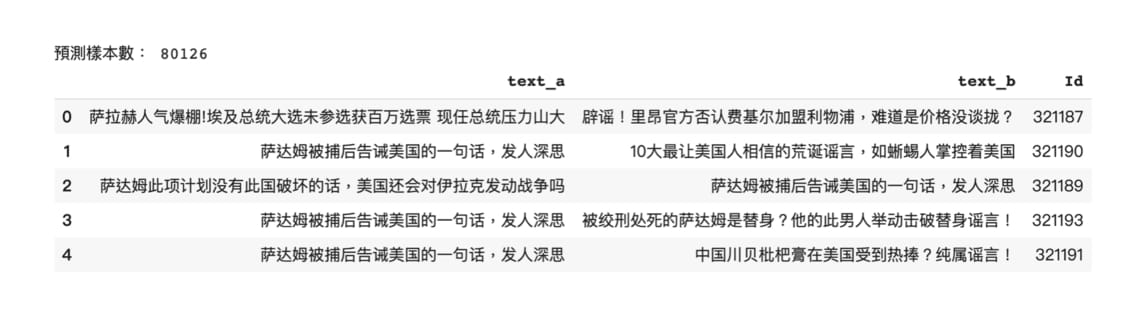 預測樣本數： 80126
text_a text_b Id
0 萨拉赫人气爆棚!埃及总统大选未参选获百万选票 现任总统压力山大 辟谣！里昂官方否认费基尔加盟利物浦，难道是价格没谈拢？ 321187
1 萨达姆被捕后告诫美国的一句话，发人深思 10大最让美国人相信的荒诞谣言，如蜥蜴人掌控着美国 321190
2 萨达姆此项计划没有此国破坏的话，美国还会对伊拉克发动战争吗 萨达姆被捕后告诫美国的一句话，发人深思 321189
3 萨达姆被捕后告诫美国的一句话，发人深思 被绞刑处死的萨达姆是替身？他的此男人举动击破替身谣言！ 321193
4 萨达姆被捕后告诫美国的一句话，发人深思 中国川贝枇杷膏在美国受到热捧？纯属谣言！ 321191